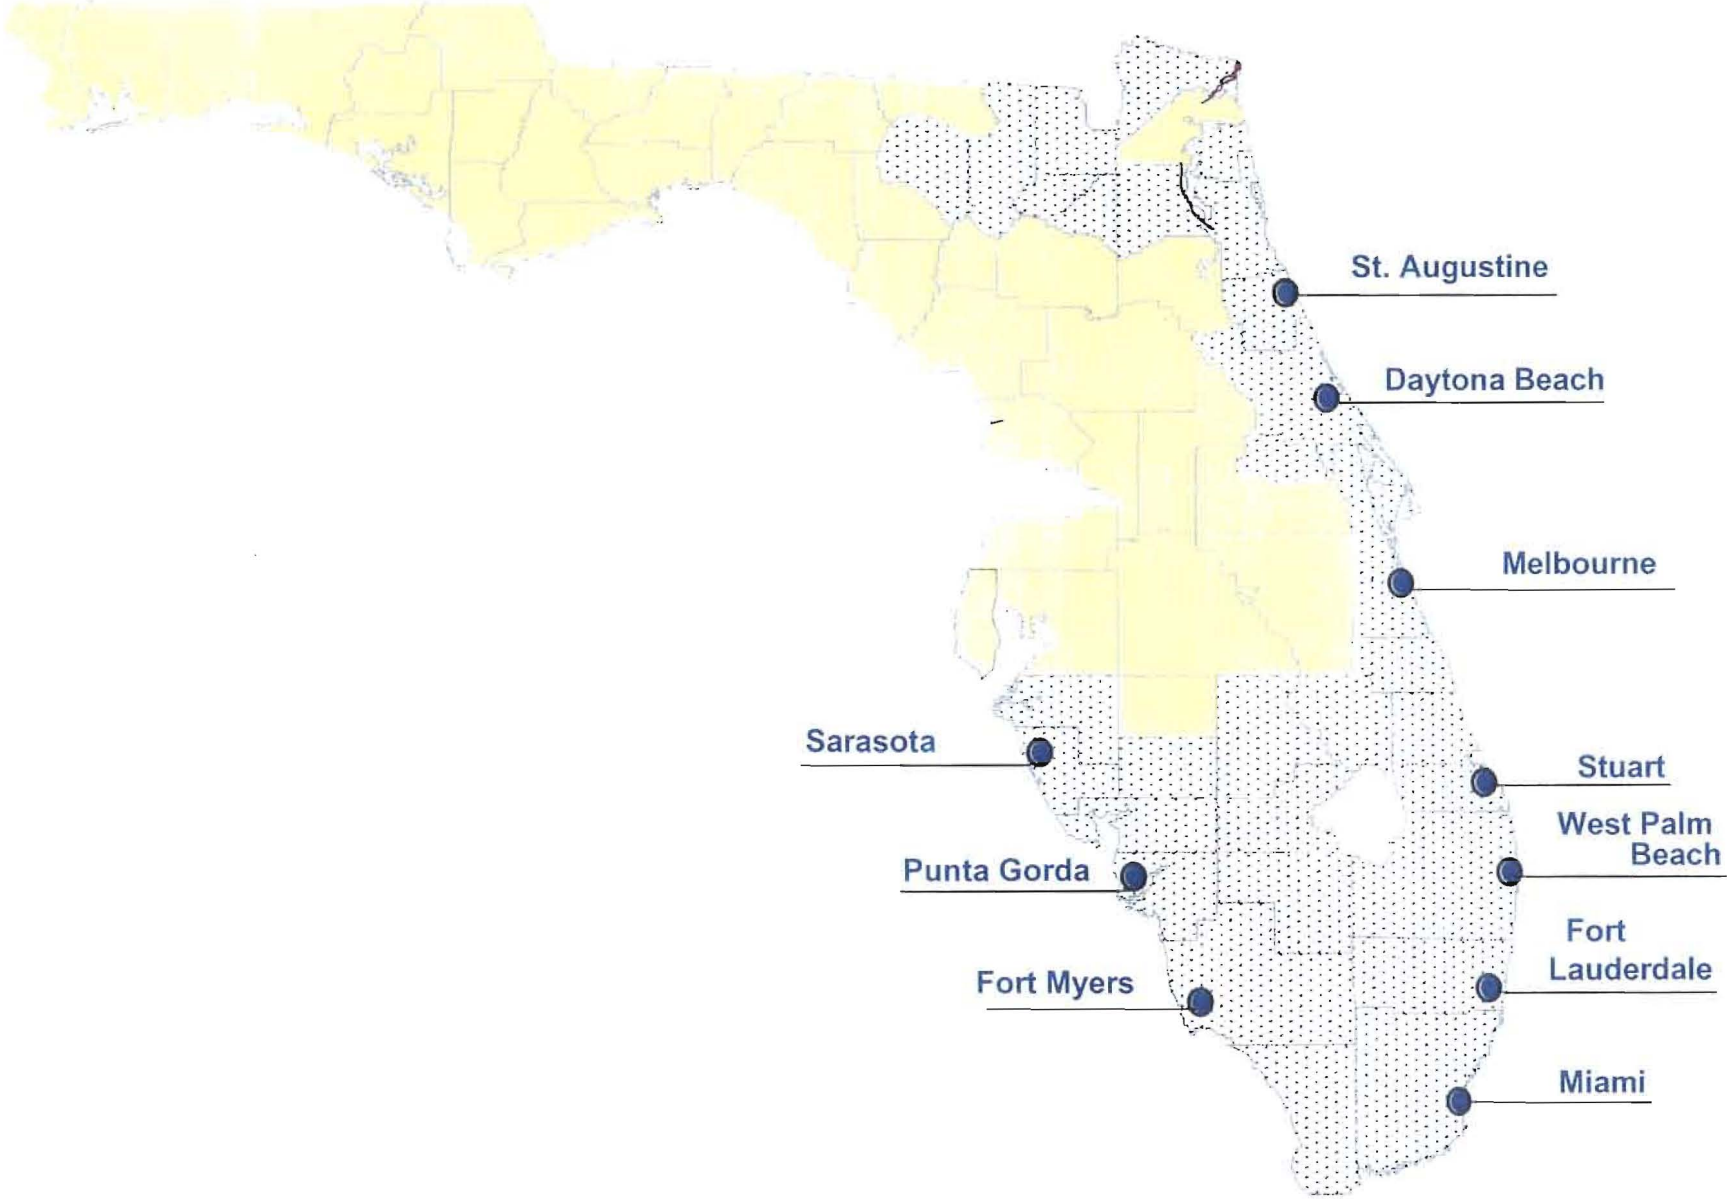 St. Augustine
Daytona Beach
Melbourne
Sarasota
Stuart
West Palm
Beach
Punta Gorda
Fort
Lauderdale
Fort Myers
Miami